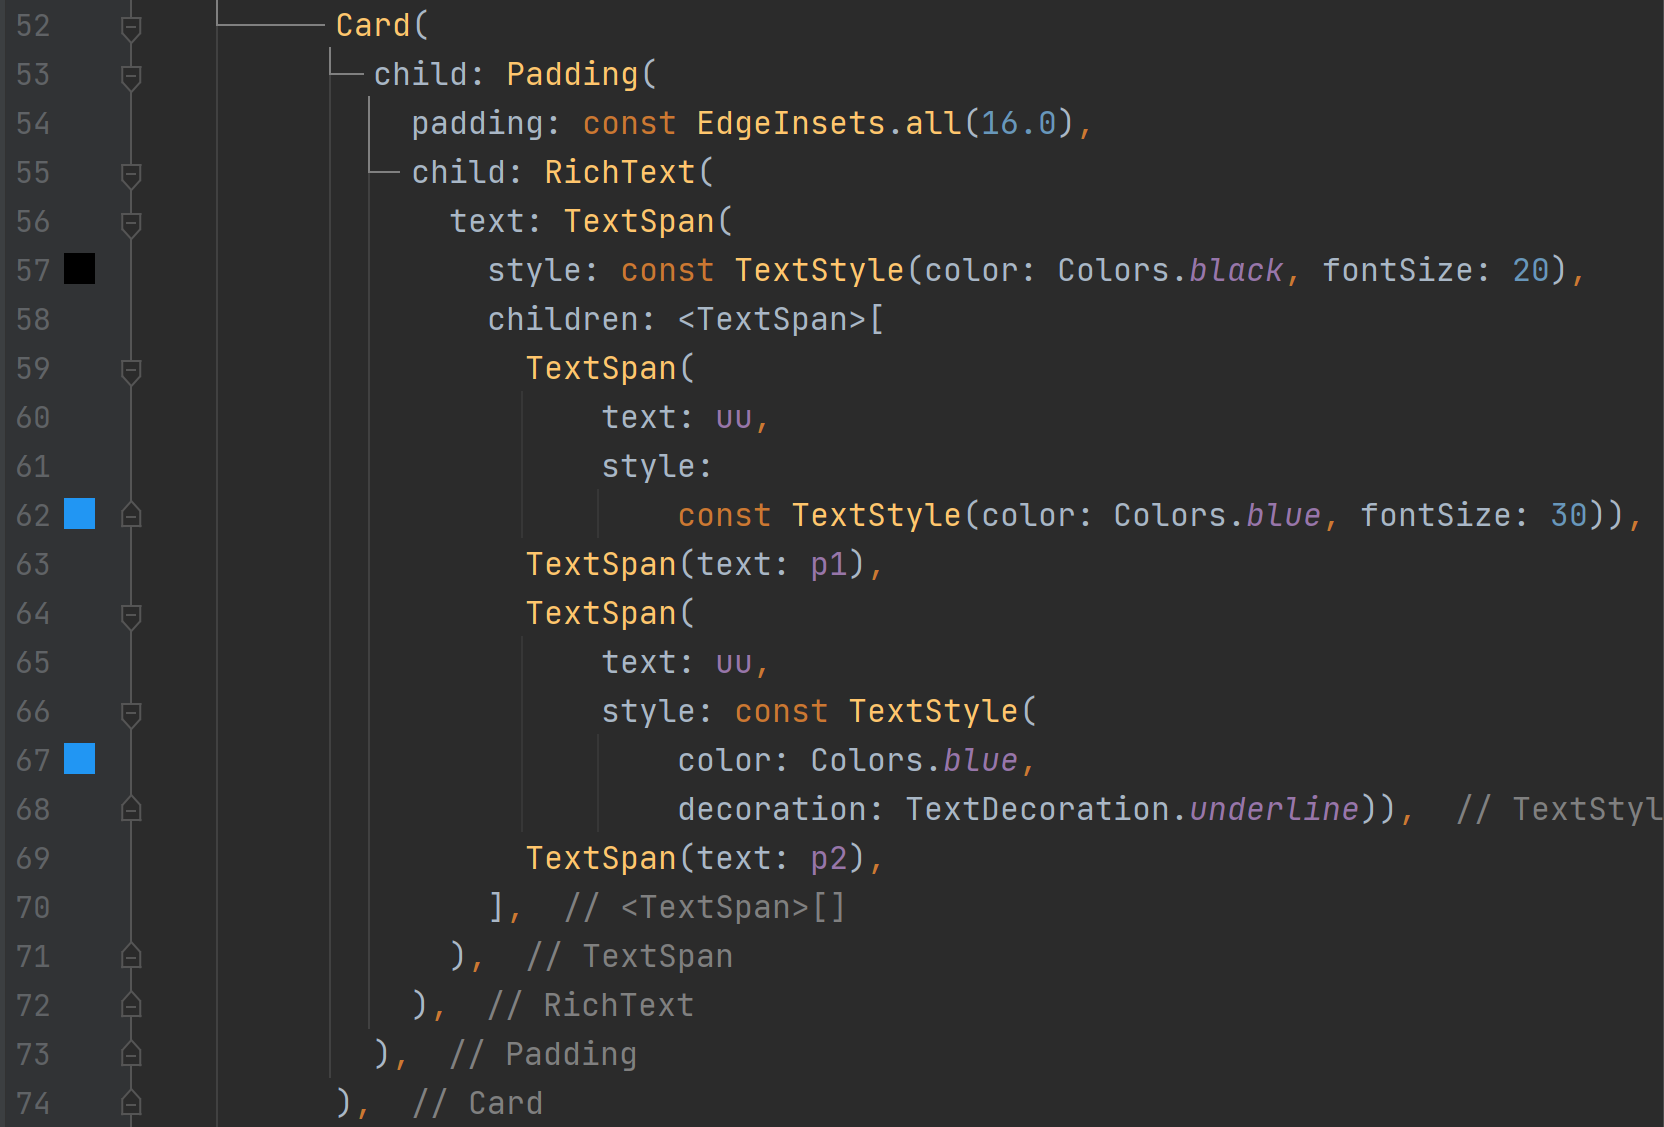 52 Card(
53 child: Padding(
54 padding: const EdgeInsets.all(16.0),
55 child: RichText(
56 text: TextSpan(
57 style: const TextStyle(color: Colors.black, fontSize: 20),
58 children: <TextSpan>[
59 TextSpan(
60 text: uu,
61 style:
62 const TextStyle(color: Colors.blue, fontSize: 30)),
63 TextSpan(text: p1),
64 TextSpan(
65 text: uu,
66 style: const TextStyle(
67 color: Colors.blue,
68 decoration: TextDecoration.underline)), // TextStyl
69 TextSpan(text: p2),
70 ], // <TextSpan>[]
71 ), // TextSpan
72 ), // RichText
73 ), // Padding
74 ), // Card